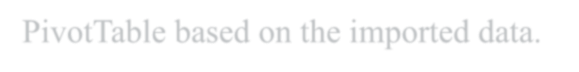 PivotTable based on the imported data.